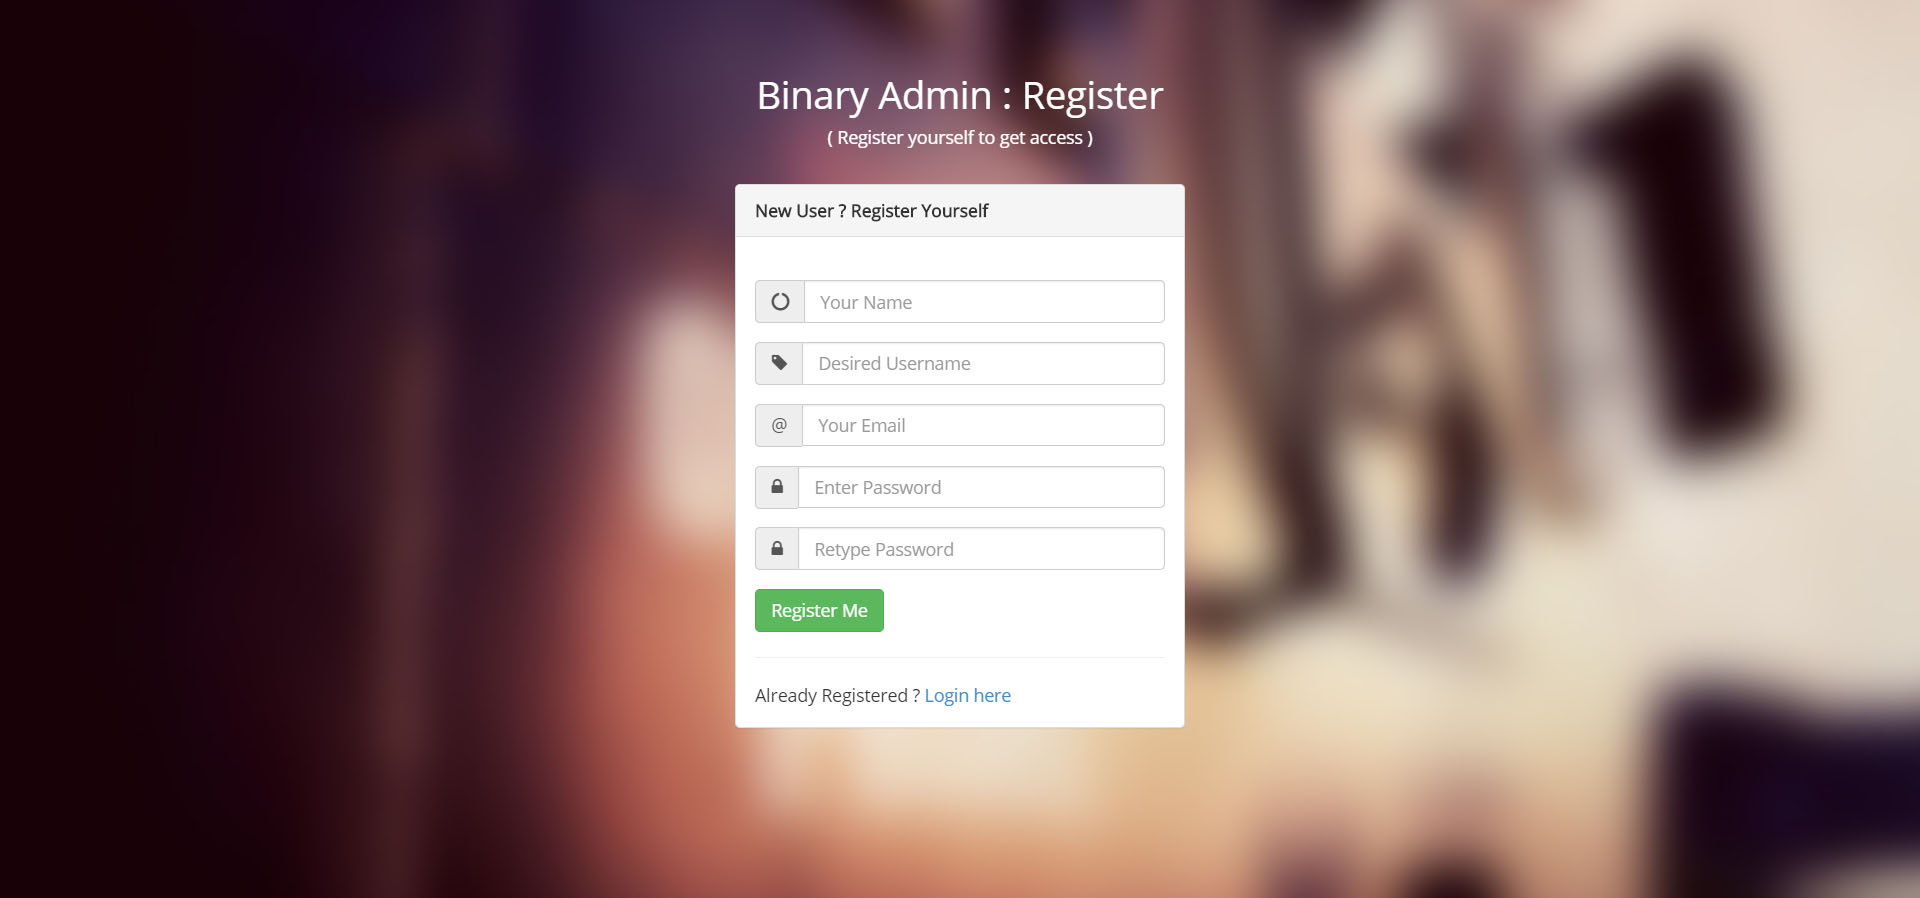 Binary Admin : Register
( Register yourself to get access )
New User ? Register Yourself
Your Name
Desired Username
@ Your Email
Enter Password
Retype Password
Register Me
Already Registered ? Login here